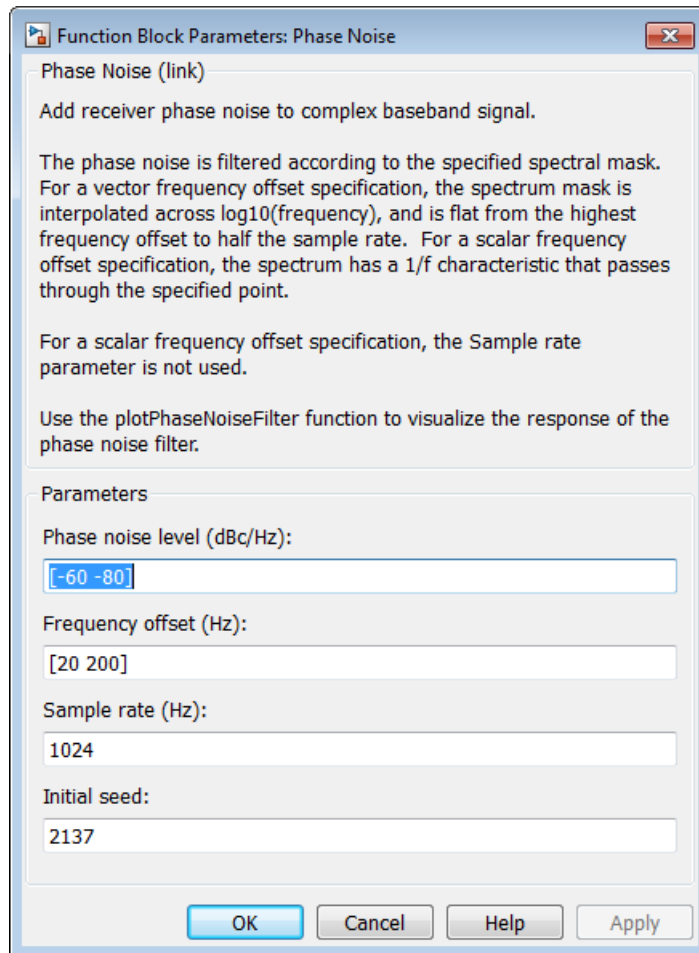 Function Block Parameters: Phase Noise
Phase Noise (link)
Add receiver phase noise to complex baseband signal.
The phase noise is filtered according to the specified spectral mask.
For a vector frequency offset specification, the spectrum mask is
interpolated across log10(frequency), and is flat from the highest
frequency offset to half the sample rate.  For a scalar frequency
offset specification, the spectrum has a 1/f characteristic that passes
through the specified point.
For a scalar frequency offset specification, the Sample rate
parameter is not used.
Use the plotPhaseNoiseFilter function to visualize the response of the
phase noise filter.
Parameters
Phase noise level (dBc/Hz):
[-60 -80]
Frequency offset (Hz):
[20 200]
Sample rate (Hz):
1024
Initial seed:
2137
OK Cancel Help Apply